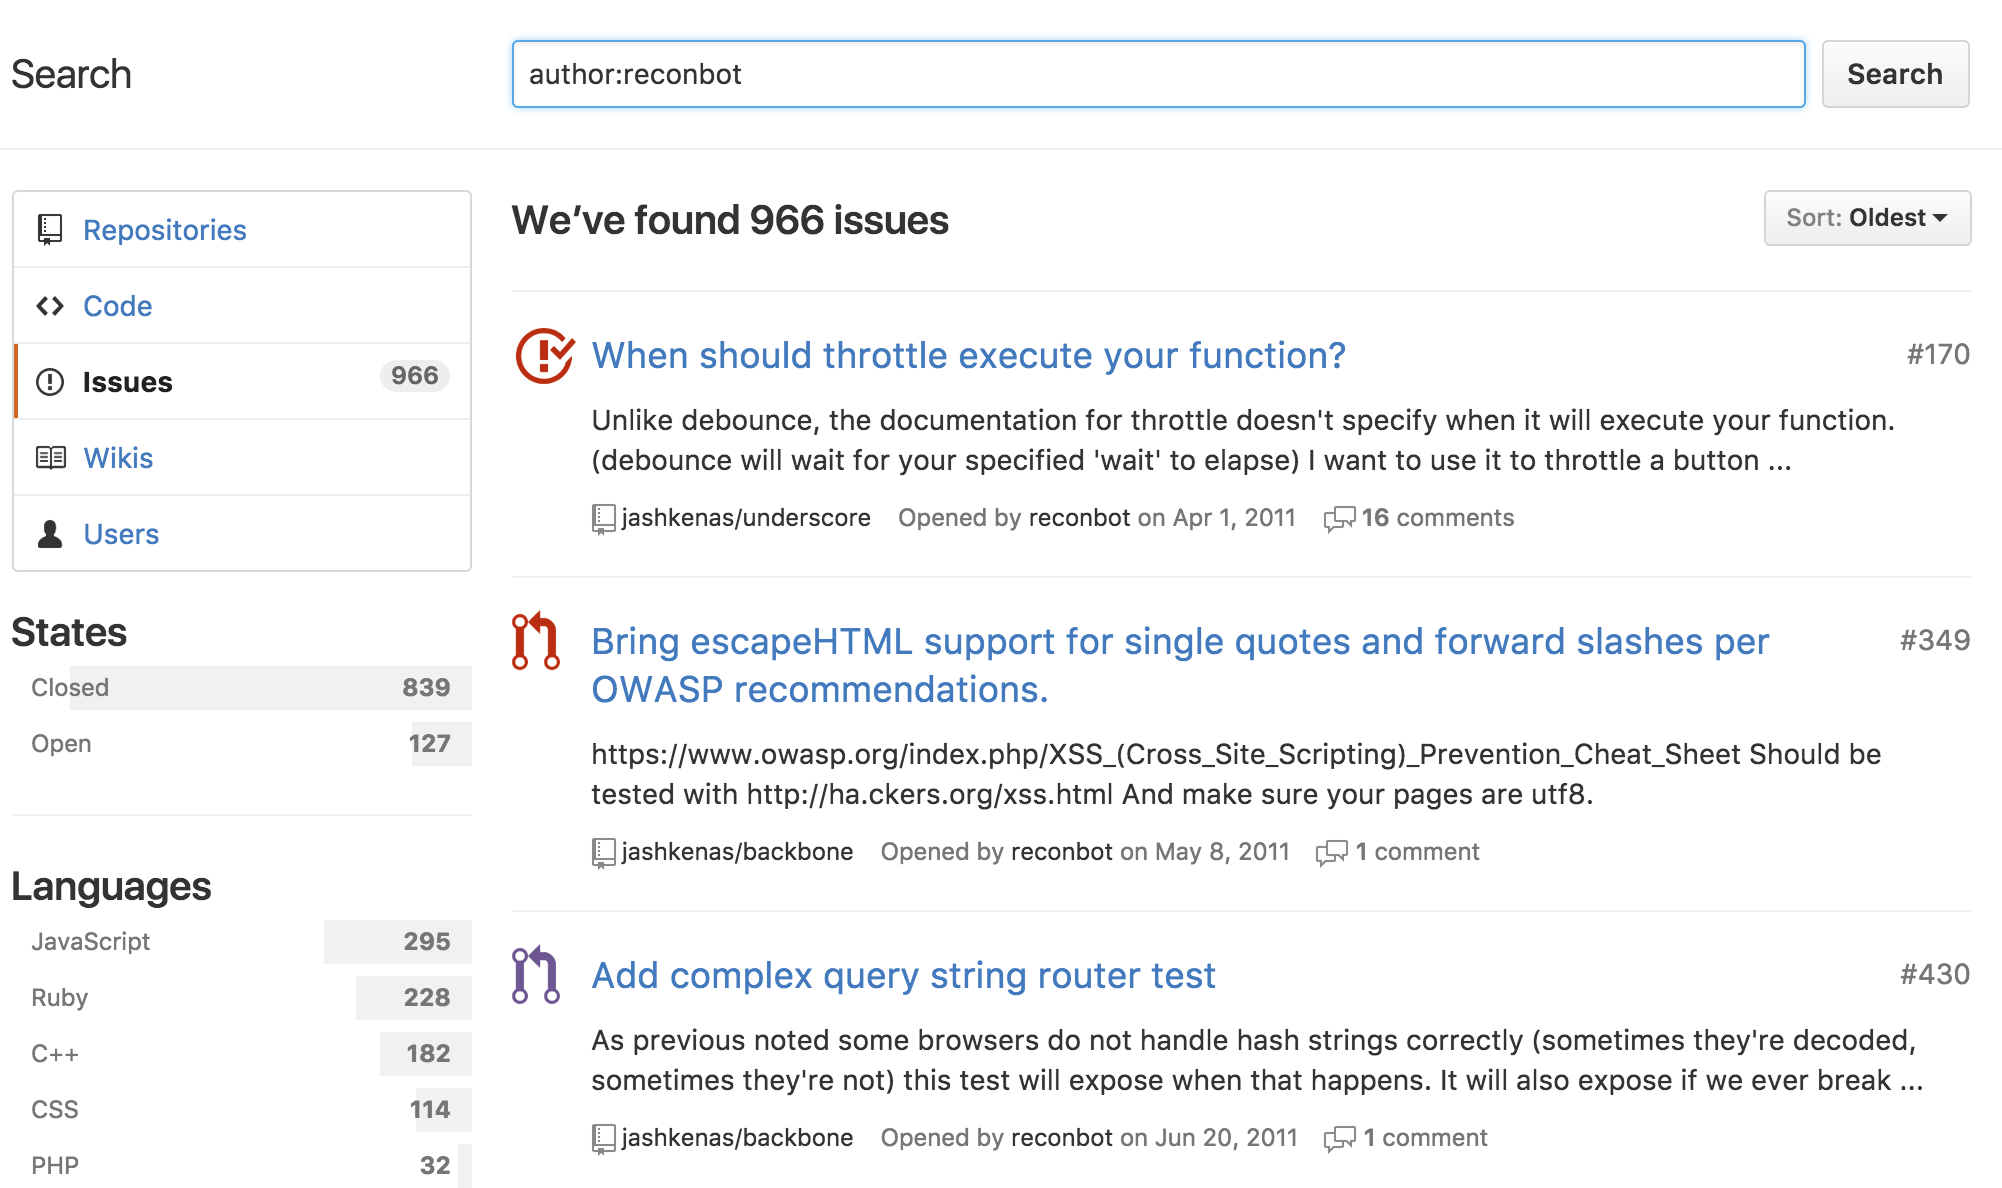 Search
author:reconbot
Search
Repositories
Code
Issues 966
Wikis
Users
States
Closed 839
Open 127
Languages
JavaScript 295
Ruby 228
C++ 182
CSS 114
PHP 32
We’ve found 966 issues
Sort: Oldest
When should throttle execute your function? #170
Unlike debounce, the documentation for throttle doesn't specify when it will execute your function.
(debounce will wait for your specified 'wait' to elapse) I want to use it to throttle a button ...
jashkenas/underscore Opened by reconbot on Apr 1, 2011 16 comments
Bring escapeHTML support for single quotes and forward slashes per #349
OWASP recommendations.
https://www.owasp.org/index.php/XSS_(Cross_Site_Scripting)_Prevention_Cheat_Sheet Should be
tested with http://ha.ckers.org/xss.html And make sure your pages are utf8.
jashkenas/backbone Opened by reconbot on May 8, 2011 1 comment
Add complex query string router test #430
As previous noted some browsers do not handle hash strings correctly (sometimes they're decoded,
sometimes they're not) this test will expose when that happens. It will also expose if we ever break ...
jashkenas/backbone Opened by reconbot on Jun 20, 2011 1 comment